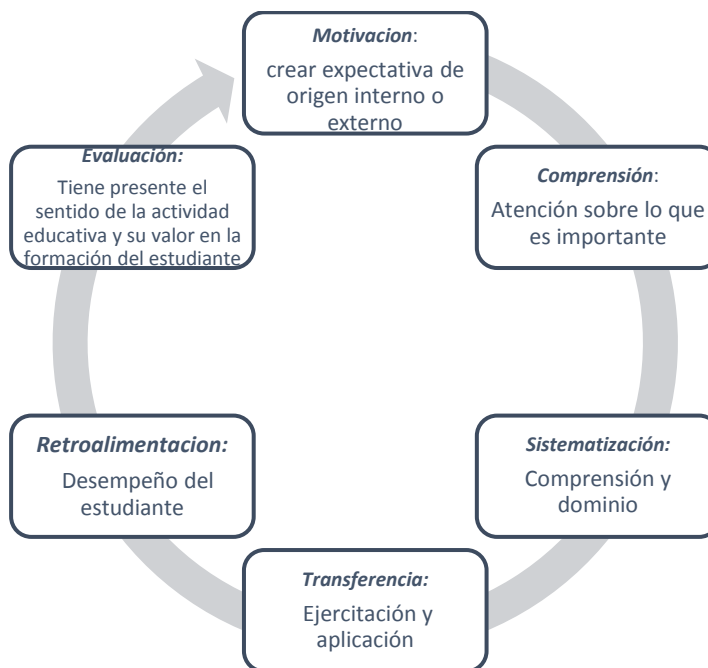 Motivacion:
crear expectativa de
origen interno o
externo
Comprensión:
Atención sobre lo que
es importante
Sistematización:
Comprensión y
dominio
Transferencia:
Ejercitación y
aplicación
Retroalimentacion:
Desempeño del
estudiante
Evaluación:
Tiene presente el
sentido de la actividad
educativa y su valor en la
formación del estudiante